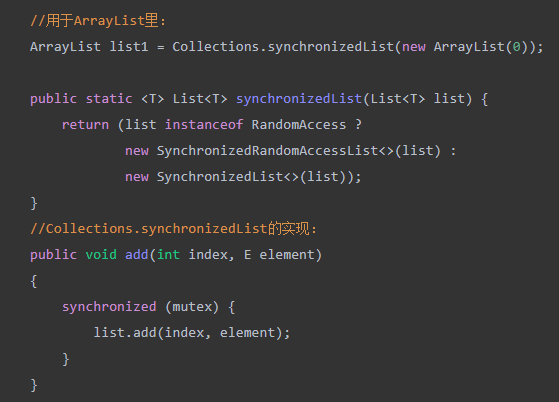 //用于ArrayList里：
ArrayList list1 = Collections.synchronizedList(new ArrayList(0));
public static <T> List<T> synchronizedList(List<T> list) {
return (list instanceof RandomAccess ?
new SynchronizedRandomAccessList<>(list) :
new SynchronizedList<>(list));
}
//Collections.synchronizedList的实现：
public void add(int index, E element)
{
synchronized (mutex) {
list.add(index, element);
}
}